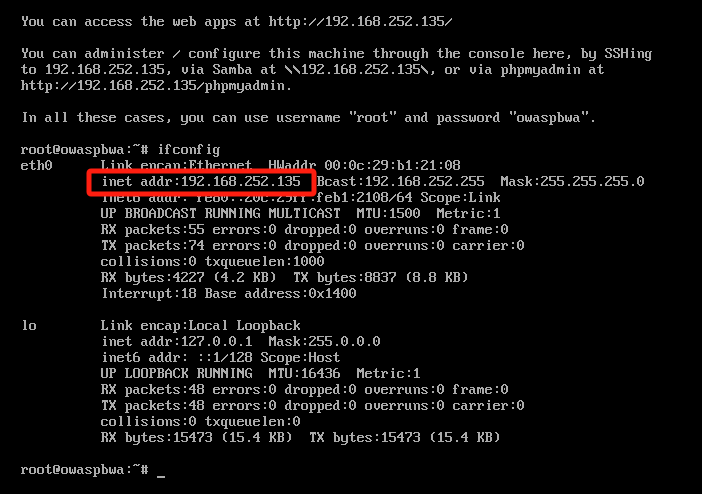 You can access the web apps at http://192.168.252.135/
You can administer / configure this machine through the console here, by SSHing
to 192.168.252.135, via Samba at \\192.168.252.135\, or via phpmyadmin at
http://192.168.252.135/phpmyadmin.
In all these cases, you can use username "root" and password "owaspbwa".
root@owaspbwa:~# ifconfig
eth0 Link encap:Ethernet HWaddr 00:0c:29:b1:21:08
inet addr:192.168.252.135 Bcast:192.168.252.255 Mask:255.255.255.0
inet6 addr: fe80::20c:29ff:feb1:2108/64 Scope:Link
UP BROADCAST RUNNING MULTICAST MTU:1500 Metric:1
RX packets:55 errors:0 dropped:0 overruns:0 frame:0
TX packets:74 errors:0 dropped:0 overruns:0 carrier:0
collisions:0 txqueuelen:1000
RX bytes:4227 (4.2 KB) TX bytes:8837 (8.8 KB)
Interrupt:18 Base address:0x1400
lo Link encap:Local Loopback
inet addr:127.0.0.1 Mask:255.0.0.0
inet6 addr: ::1/128 Scope:Host
UP LOOPBACK RUNNING MTU:16436 Metric:1
RX packets:48 errors:0 dropped:0 overruns:0 frame:0
TX packets:48 errors:0 dropped:0 overruns:0 carrier:0
collisions:0 txqueuelen:0
RX bytes:15473 (15.4 KB) TX bytes:15473 (15.4 KB)
root@owaspbwa:~# _